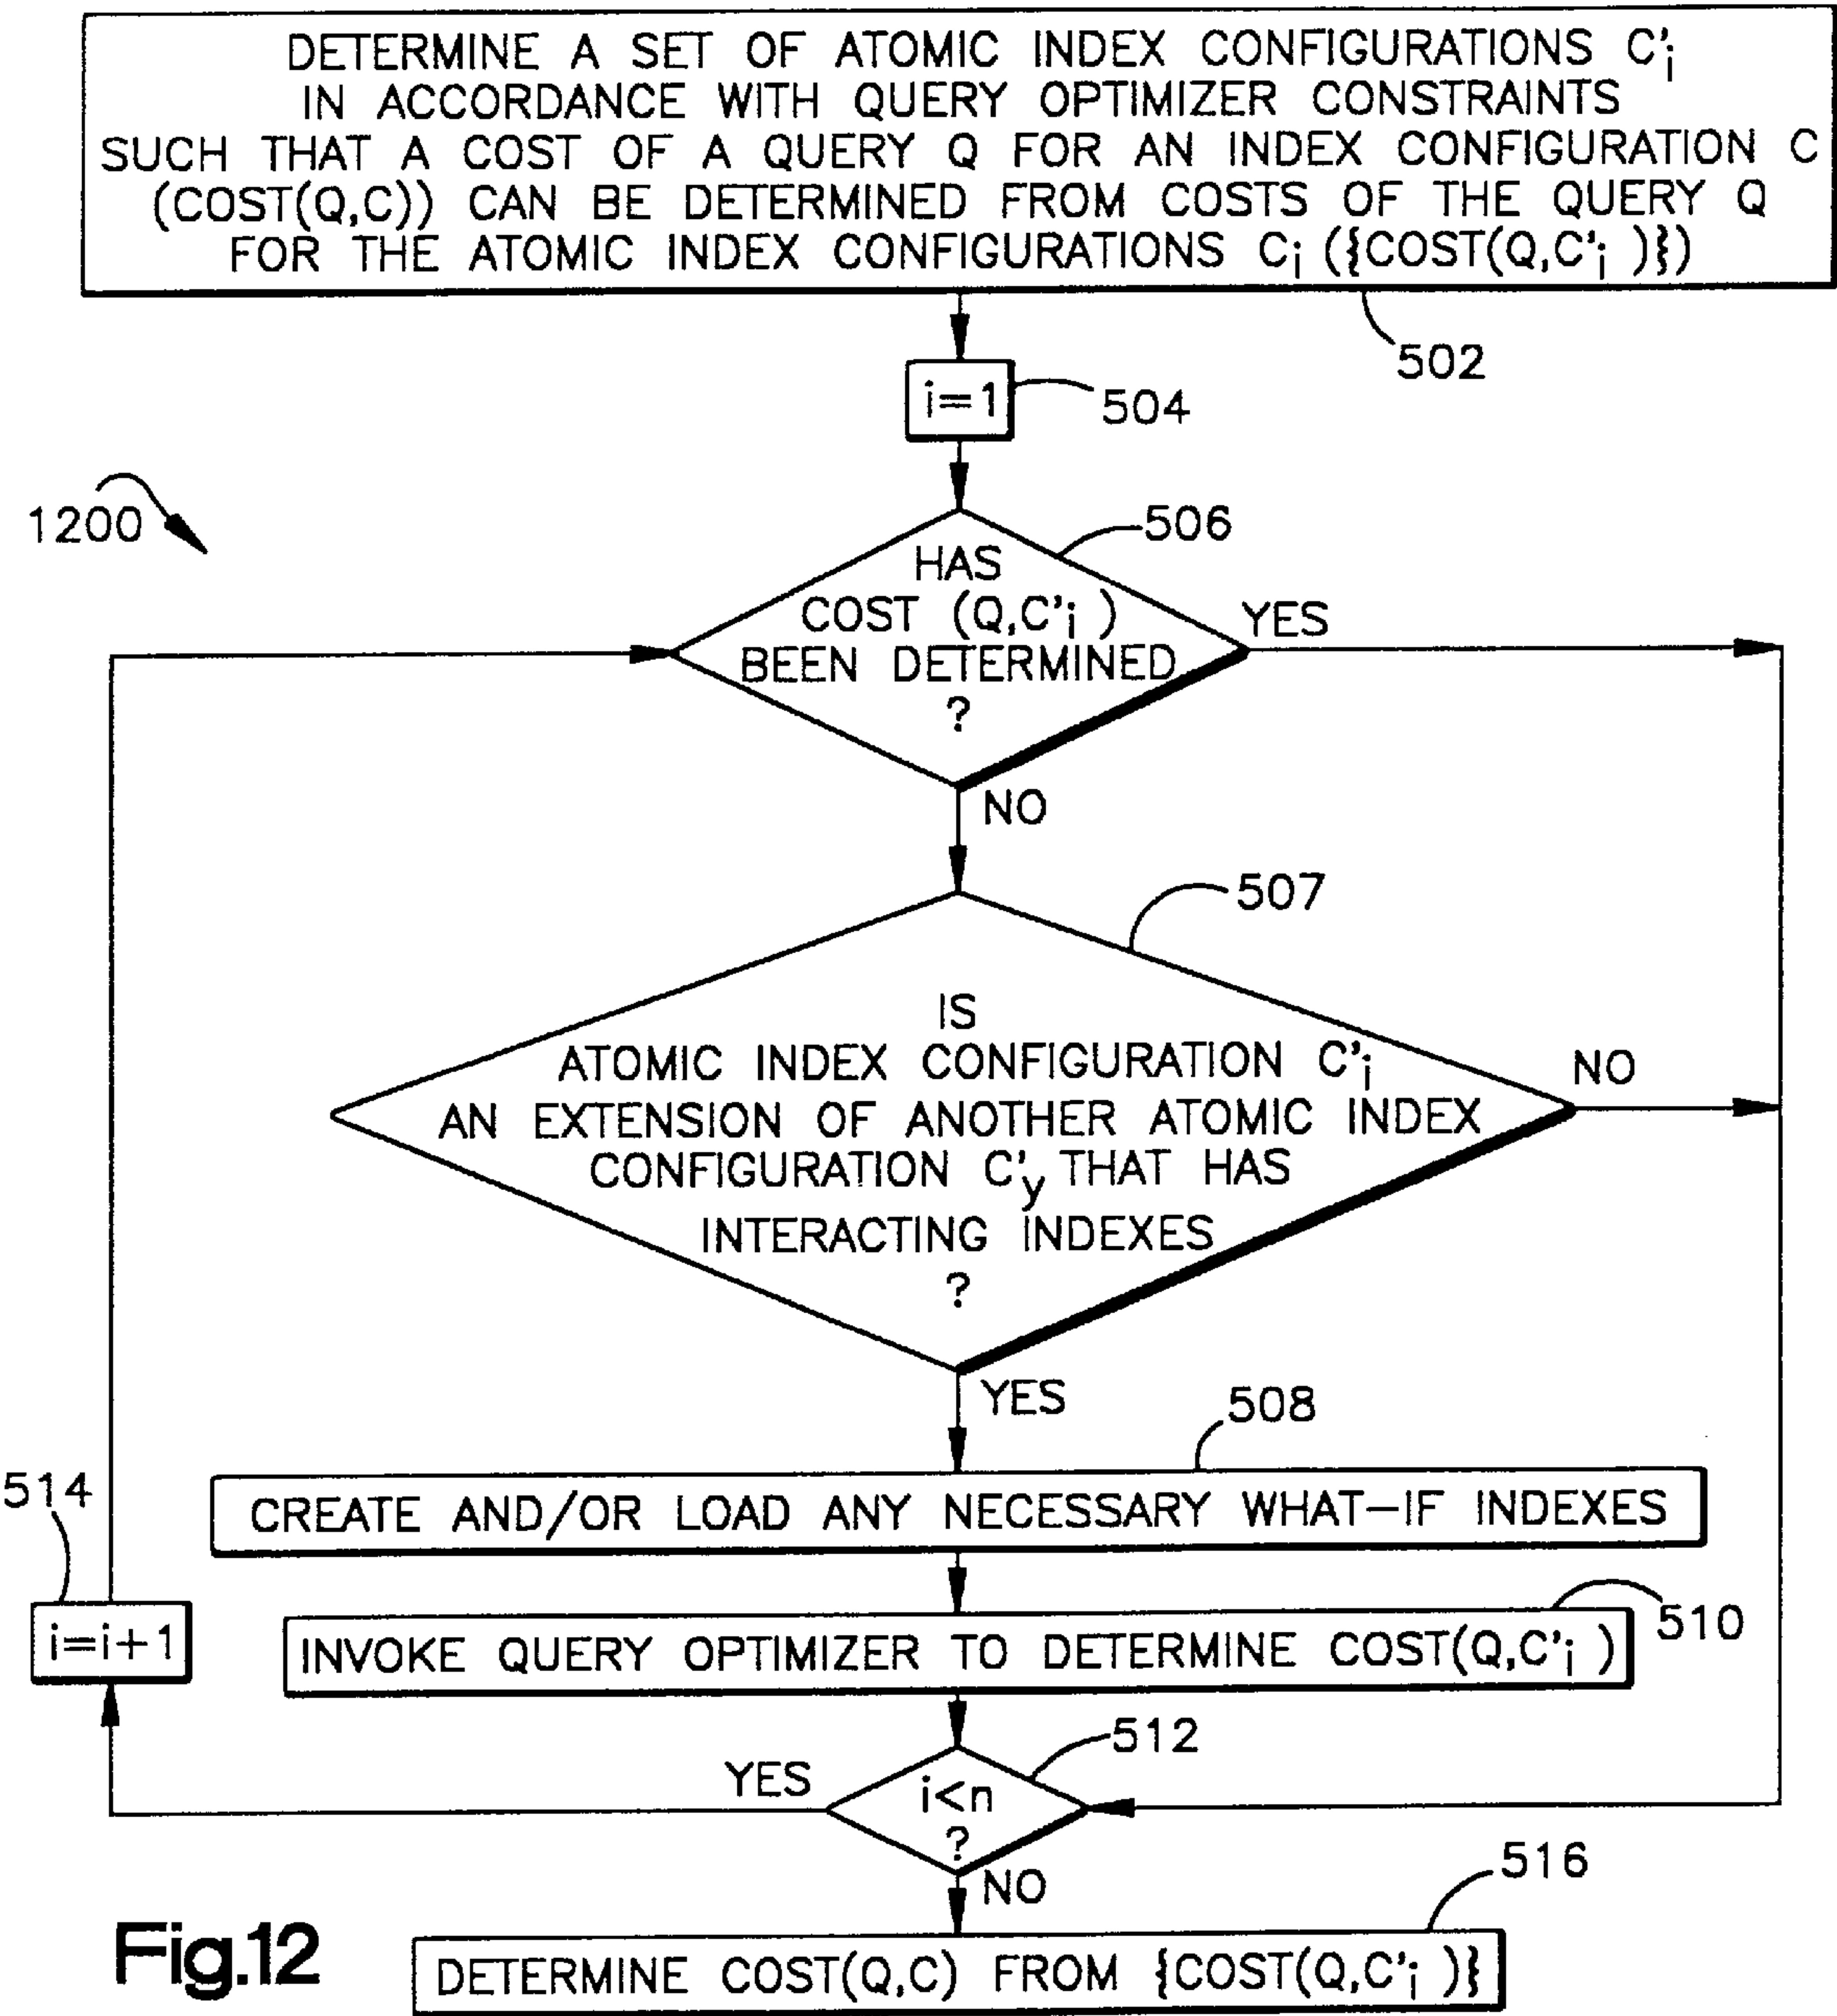 DETERMINE A SET OF ATOMIC INDEX CONFIGURATIONS C'i
IN ACCORDANCE WITH QUERY OPTIMIZER CONSTRAINTS
SUCH THAT A COST OF A QUERY Q FOR AN INDEX CONFIGURATION C
(COST(Q,C)) CAN BE DETERMINED FROM COSTS OF THE QUERY Q
FOR THE ATOMIC INDEX CONFIGURATIONS Ci ({COST(Q,C'i )})
502
i=1
504
1200
506
HAS
COST (Q,C'i )
BEEN DETERMINED
?
YES
NO
507
IS
ATOMIC INDEX CONFIGURATION C'i
AN EXTENSION OF ANOTHER ATOMIC INDEX
CONFIGURATION C'y THAT HAS
INTERACTING INDEXES
?
NO
YES
508
CREATE AND/OR LOAD ANY NECESSARY WHAT-IF INDEXES
514
i=i+1
INVOKE QUERY OPTIMIZER TO DETERMINE COST(Q,C'i )
510
512
YES
i<n
?
NO
516
DETERMINE COST(Q,C) FROM {COST(Q,C'i )}
Fig.12